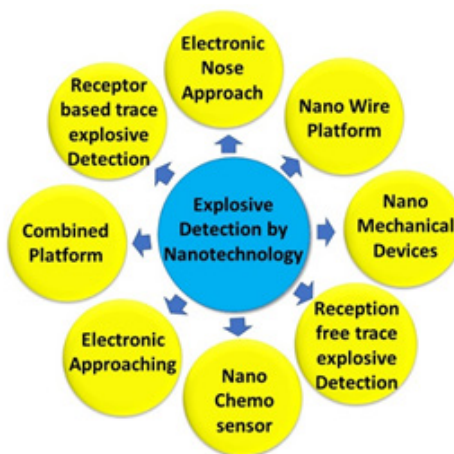 Electronic
Nose
Approach
Nano Wire
Platform
Nano
Mechanical
Devices
Reception
free trace
explosive
Detection
Nano
Chemo
sensor
Electronic
Approaching
Combined
Platform
Receptor
based trace
explosive
Detection
Explosive
Detection by
Nanotechnology